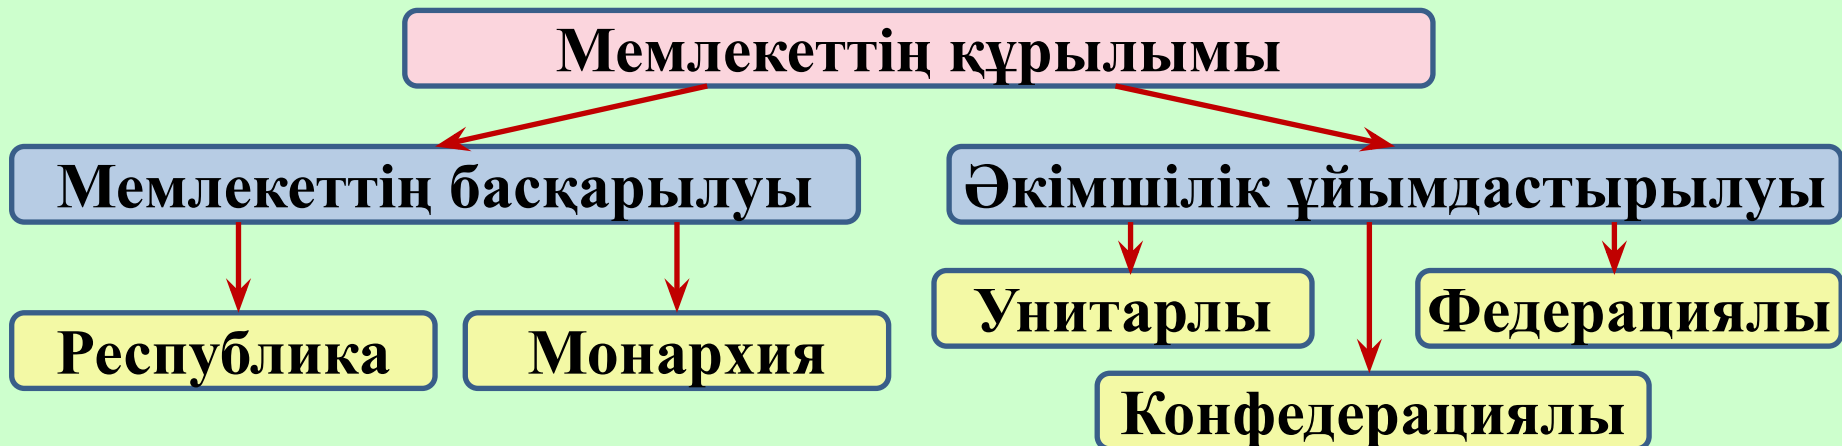 Мемлекеттің құрылымы
Мемлекеттің басқарылуы
Әкімшілік ұйымдастырылуы
Республика
Монархия
Унитарлы
Федерациялы
Конфедерациялы